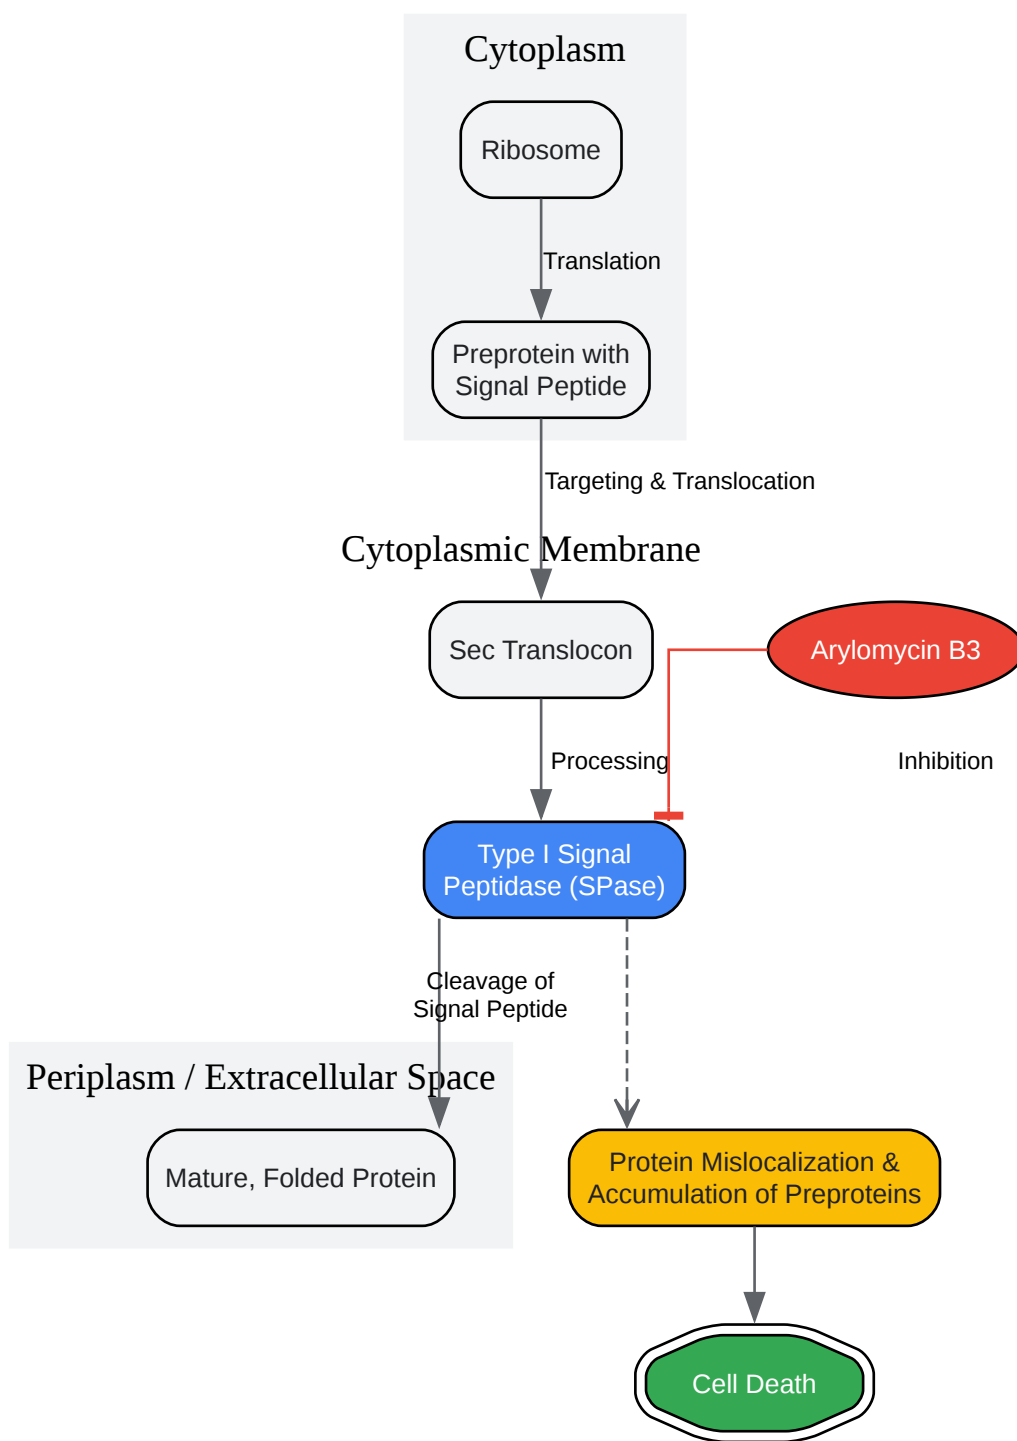 Cytoplasm
Ribosome
Translation
Preprotein with
Signal Peptide
Targeting & Translocation
Cytoplasmic Membrane
Sec Translocon
Arylomycin B3
Processing
Inhibition
Type I Signal
Peptidase (SPase)
Cleavage of
Signal Peptide
Periplasm / Extracellular Space
Mature, Folded Protein
Protein Mislocalization &
Accumulation of Preproteins
Cell Death